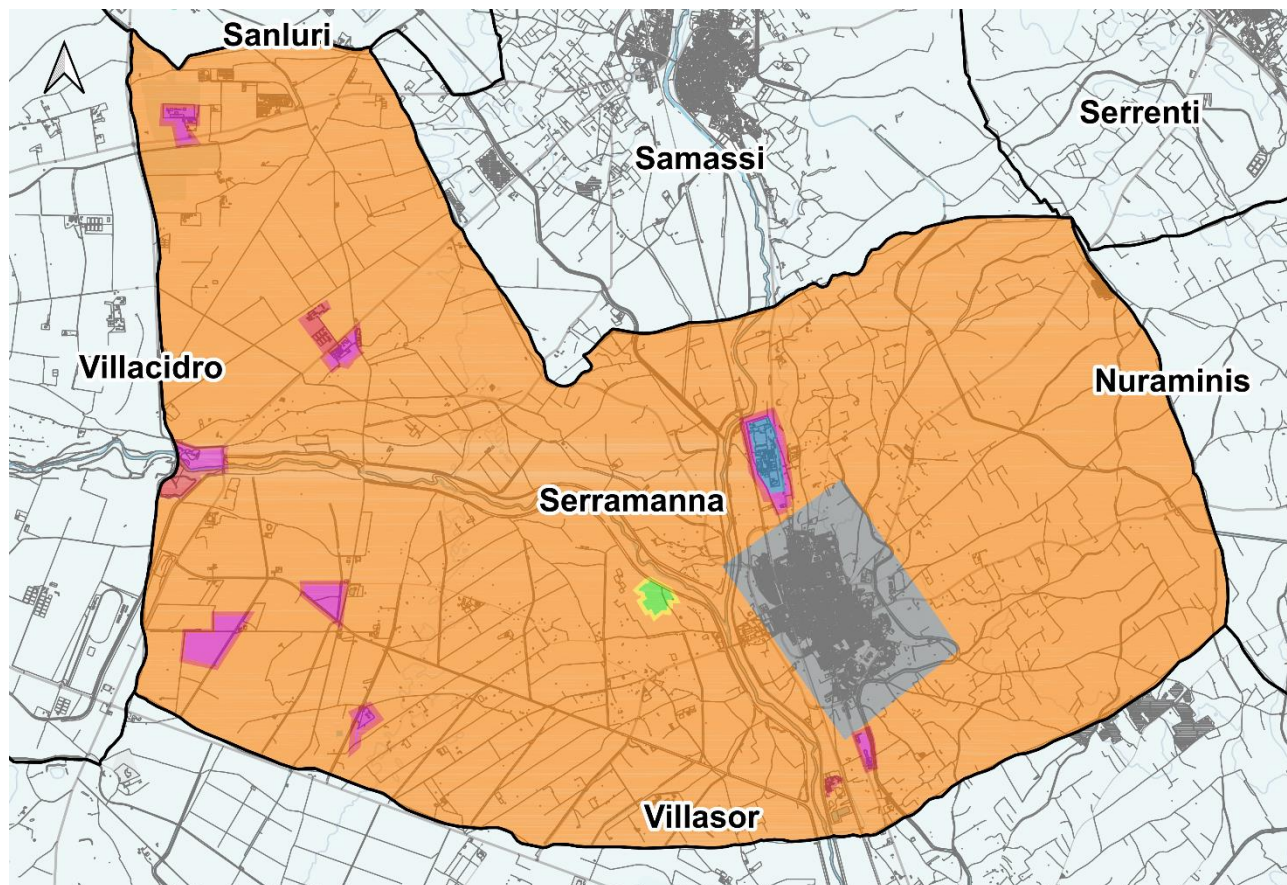 Sanluri
Serrenti
Samassi
Villacidro
Nuraminis
Serramanna
Villasor